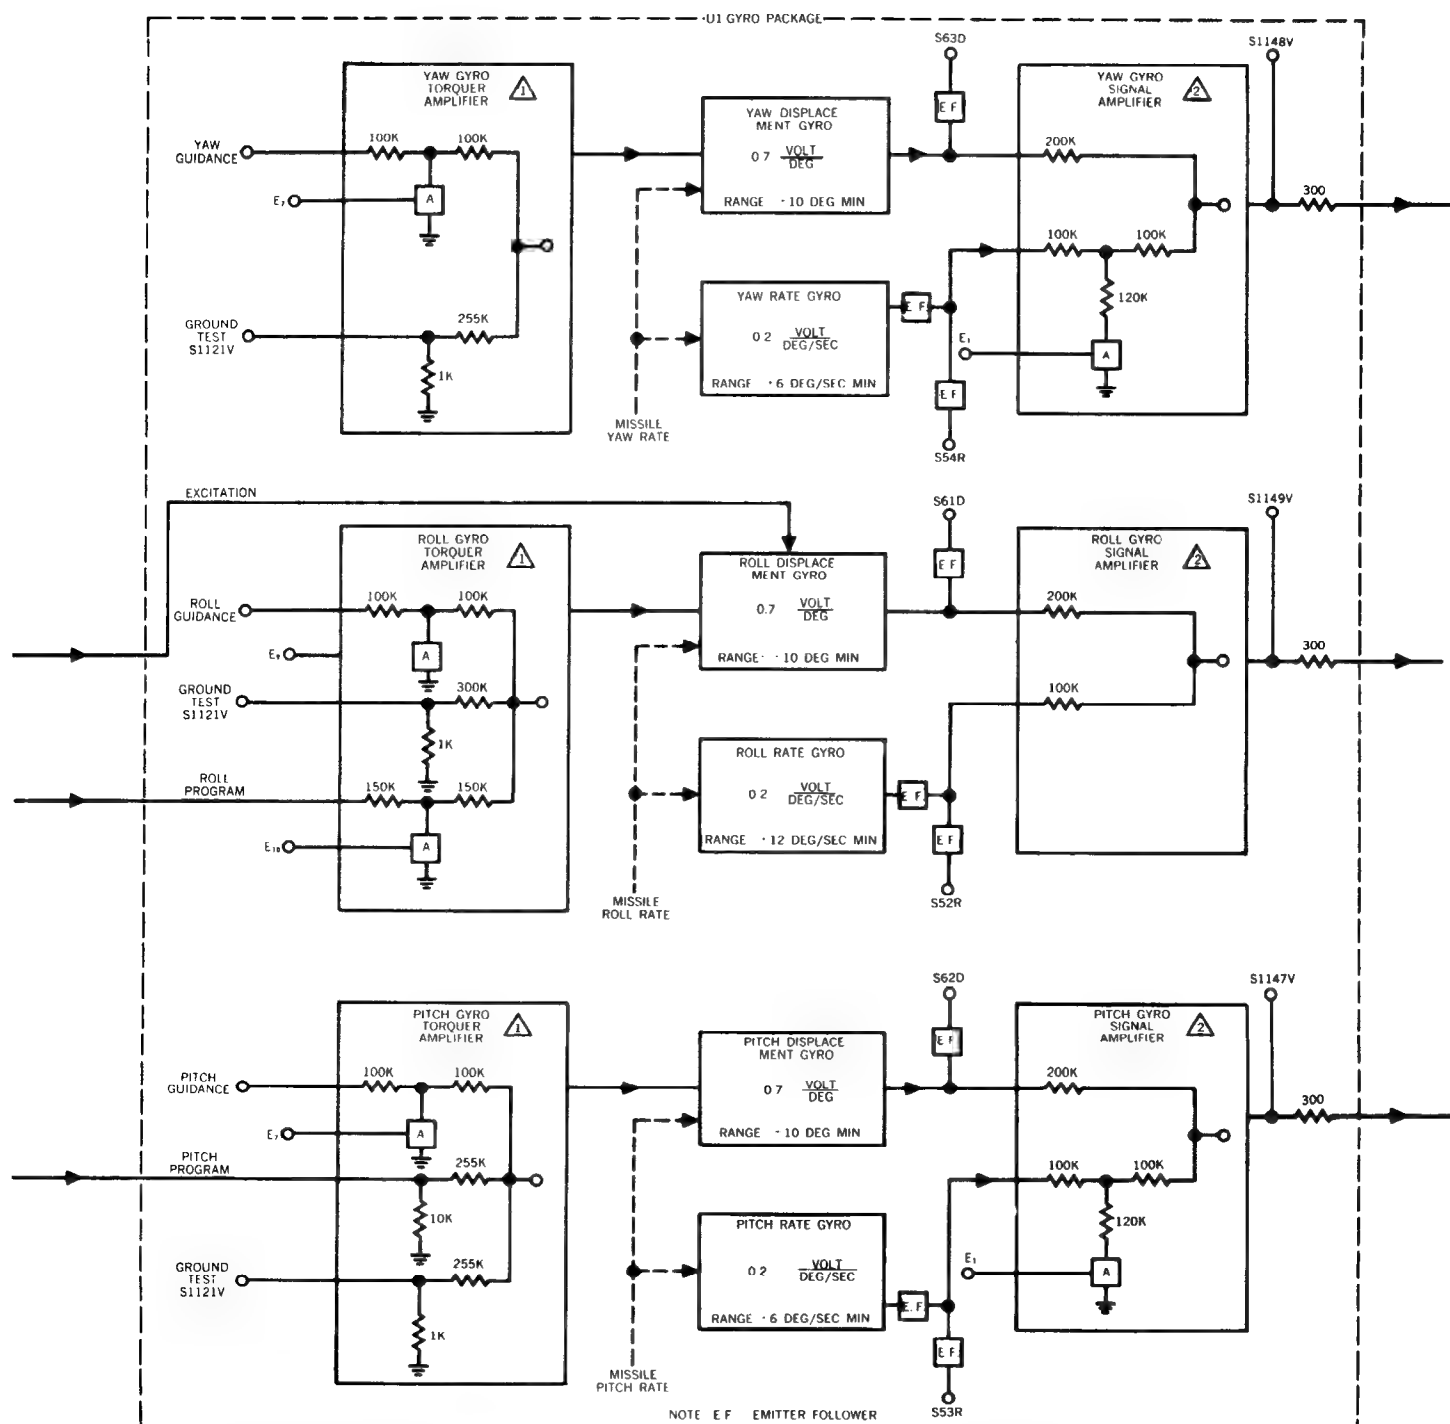 U1 GYRO PACKAGE
S63D
S1148V
YAW GYRO
TORQUER
AMPLIFIER
1
YAW DISPLACE
MENT GYRO
0 7 VOLT
DEG
RANGE · 10 DEG MIN
E F
YAW GYRO
SIGNAL
AMPLIFIER
2
YAW
GUIDANCE
100K
100K
E₇
A
200K
300
100K
100K
120K
E₁
A
GROUND
TEST
S1121V
255K
1K
YAW RATE GYRO
0 2 VOLT
DEG/SEC
RANGE · 6 DEG/SEC MIN
E F
E F
S54R
MISSILE
YAW RATE
EXCITATION
S61D
S1149V
ROLL GYRO
TORQUER
AMPLIFIER
1
ROLL DISPLACE
MENT GYRO
0.7 VOLT
DEG
RANGE · 10 DEG MIN
E F
ROLL GYRO
SIGNAL
AMPLIFIER
2
ROLL
GUIDANCE
100K
100K
E₉
A
200K
300
100K
GROUND
TEST
S1121V
300K
1K
ROLL
PROGRAM
150K
150K
E₁₀
A
ROLL RATE GYRO
0 2 VOLT
DEG/SEC
RANGE · 12 DEG/SEC MIN
E F.
E F
S52R
MISSILE
ROLL RATE
S62D
S1147V
PITCH GYRO
TORQUER
AMPLIFIER
1
PITCH DISPLACE
MENT GYRO
0 7 VOLT
DEG
RANGE · 10 DEG MIN
E F
PITCH GYRO
SIGNAL
AMPLIFIER
2
PITCH
GUIDANCE
100K
100K
E₇
A
200K
300
100K
100K
120K
E₁
A
PITCH
PROGRAM
255K
10K
GROUND
TEST
S1121V
255K
1K
PITCH RATE GYRO
0 2 VOLT
DEG/SEC
RANGE · 6 DEG/SEC MIN
E. F
E F
S53R
MISSILE
PITCH RATE
NOTE E F EMITTER FOLLOWER